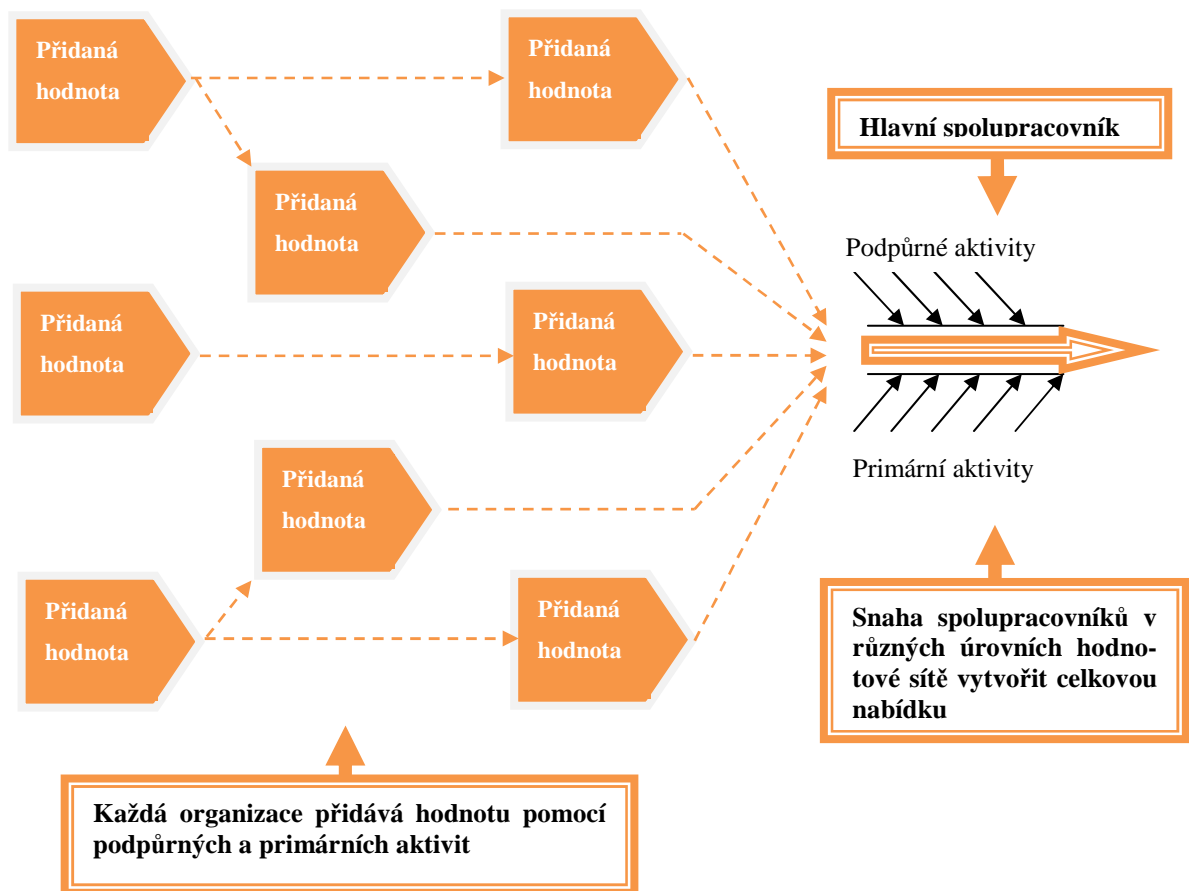 Přidaná
hodnota
Přidaná
hodnota
Hlavní spolupracovník
Přidaná
hodnota
Podpůrné aktivity
Přidaná
hodnota
Přidaná
hodnota
Přidaná
hodnota
Primární aktivity
Přidaná
hodnota
Přidaná
hodnota
Snaha spolupracovníků v
různých úrovních hodno-
tové sítě vytvořit celkovou
nabídku
Každá organizace přidává hodnotu pomocí
podpůrných a primárních aktivit